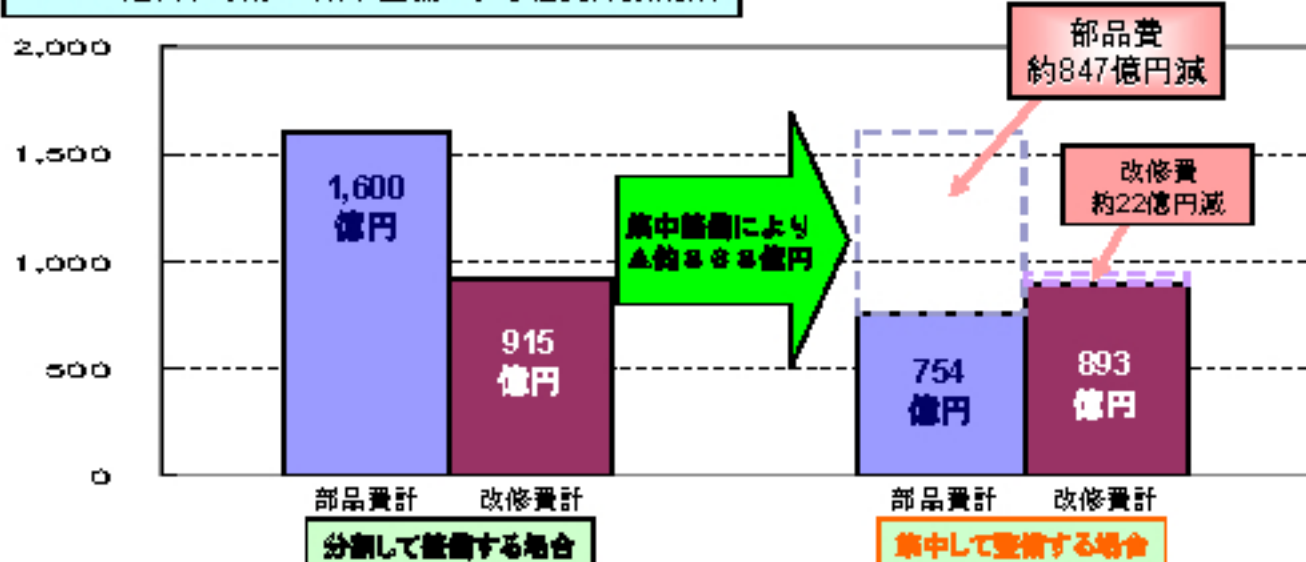 2,000
1,500
1,000
500
0
1,600
億円
915
億円
集中整備により
▲約868億円
部品費
約847億円減
改修費
約22億円減
754
億円
893
億円
部品費計
改修費計
部品費計
改修費計
分割して整備する場合
集中して整備する場合